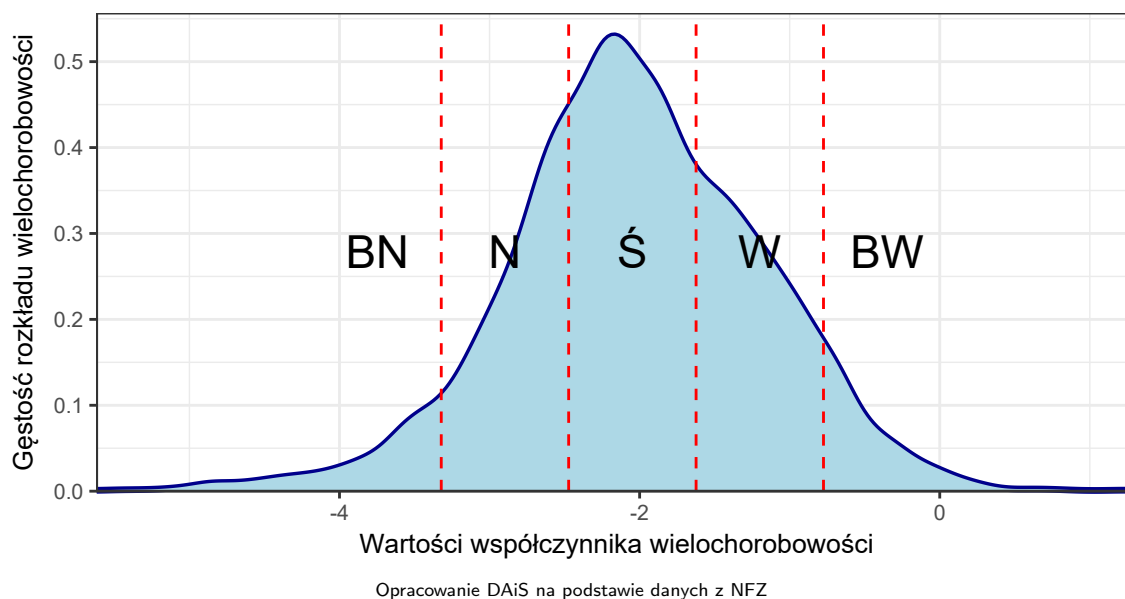 Gęstość rozkładu wielochorobowości
0.5
0.4
0.3
0.2
0.1
0.0
BN N Ś W BW
-4 -2 0
Wartości współczynnika wielochorobowości
Opracowanie DAiS na podstawie danych z NFZ